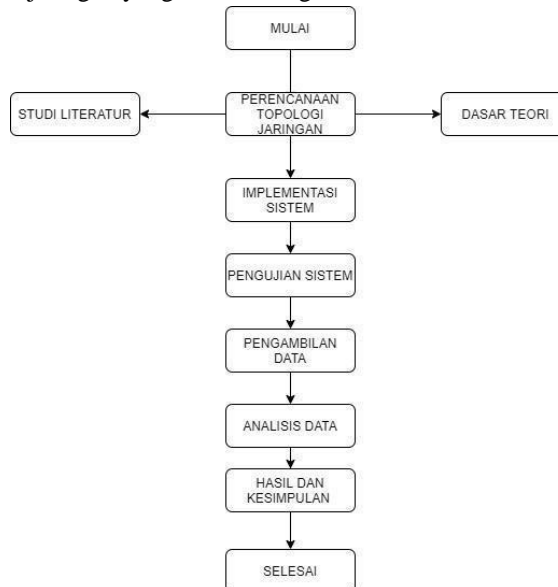 MULAI
STUDI LITERATUR
PERENCANAAN
TOPOLOGI
JARINGAN
DASAR TEORI
IMPLEMENTASI
SISTEM
PENGUJIAN SISTEM
PENGAMBILAN
DATA
ANALISIS DATA
HASIL DAN
KESIMPULAN
SELESAI